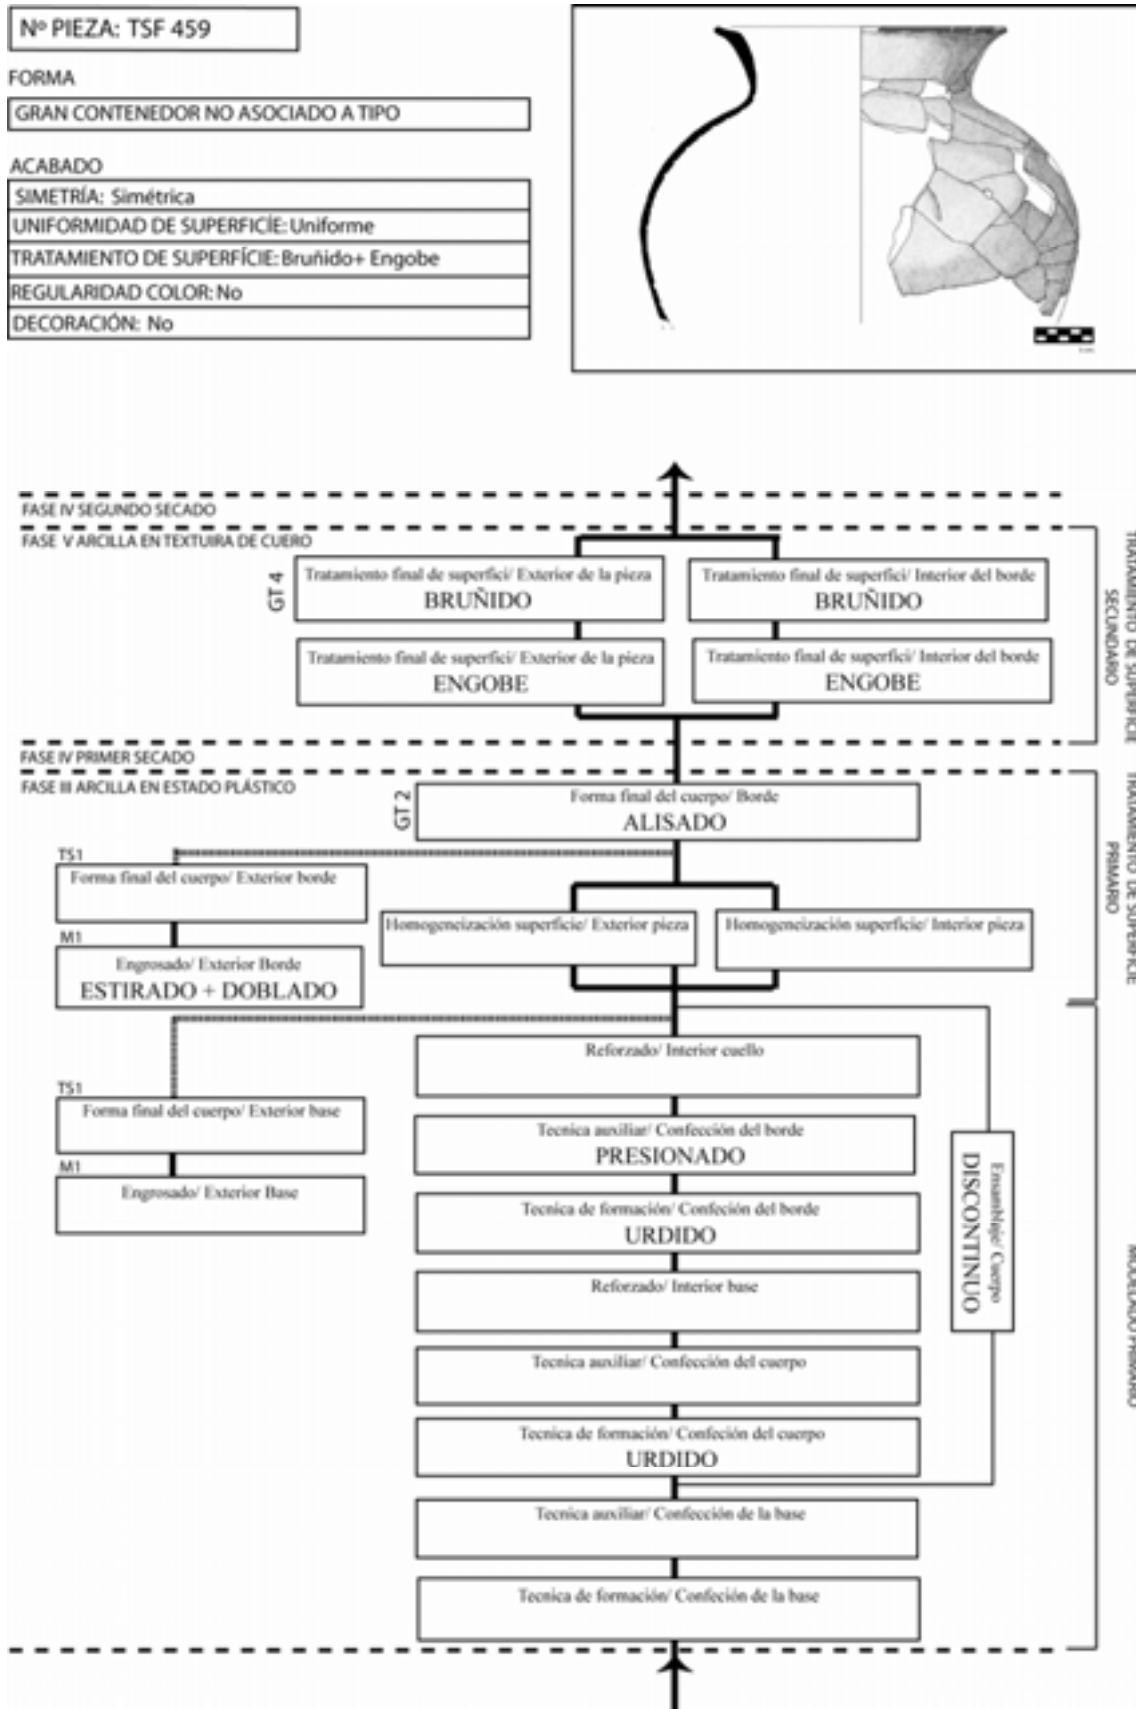 Nº PIEZA: TSF 459
FORMA
GRAN CONTENEDOR NO ASOCIADO A TIPO
ACABADO
SIMETRÍA: Simétrica
UNIFORMIDAD DE SUPERFICÍE: Uniforme
TRATAMIENTO DE SUPERFÍCIE: Bruñido+ Engobe
REGULARIDAD COLOR: No
DECORACIÓN: No
FASE IV SEGUNDO SECADO
FASE V ARCILLA EN TEXTUIRA DE CUERO
GT 4
Tratamiento final de superfici/ Exterior de la pieza
BRUÑIDO
Tratamiento final de superfici/ Interior del borde
BRUÑIDO
Tratamiento final de superfici/ Exterior de la pieza
ENGOBE
Tratamiento final de superfici/ Interior del borde
ENGOBE
TRATAMIENTO DE SUPERFICIE
SECUNDARIO
FASE IV PRIMER SECADO
FASE III ARCILLA EN ESTADO PLÁSTICO
GT 2
Forma final del cuerpo/ Borde
ALISADO
TS1
Forma final del cuerpo/ Exterior borde
M1
Engrosado/ Exterior Borde
ESTIRADO + DOBLADO
Homogeneización superficie/ Exterior pieza
Homogeneización superficie/ Interior pieza
TRATAMIENTO DE SUPERFICIE
PRIMARIO
Reforzado/ Interior cuello
TS1
Forma final del cuerpo/ Exterior base
M1
Engrosado/ Exterior Base
Tecnica auxiliar/ Confección del borde
PRESIONADO
Tecnica de formación/ Confeción del borde
URDIDO
Reforzado/ Interior base
Tecnica auxiliar/ Confección del cuerpo
Tecnica de formación/ Confeción del cuerpo
URDIDO
Ensamblaje/ Cuerpo
DISCONTINUO
Tecnica auxiliar/ Confección de la base
Tecnica de formación/ Confeción de la base
MODELADO PRIMARIO